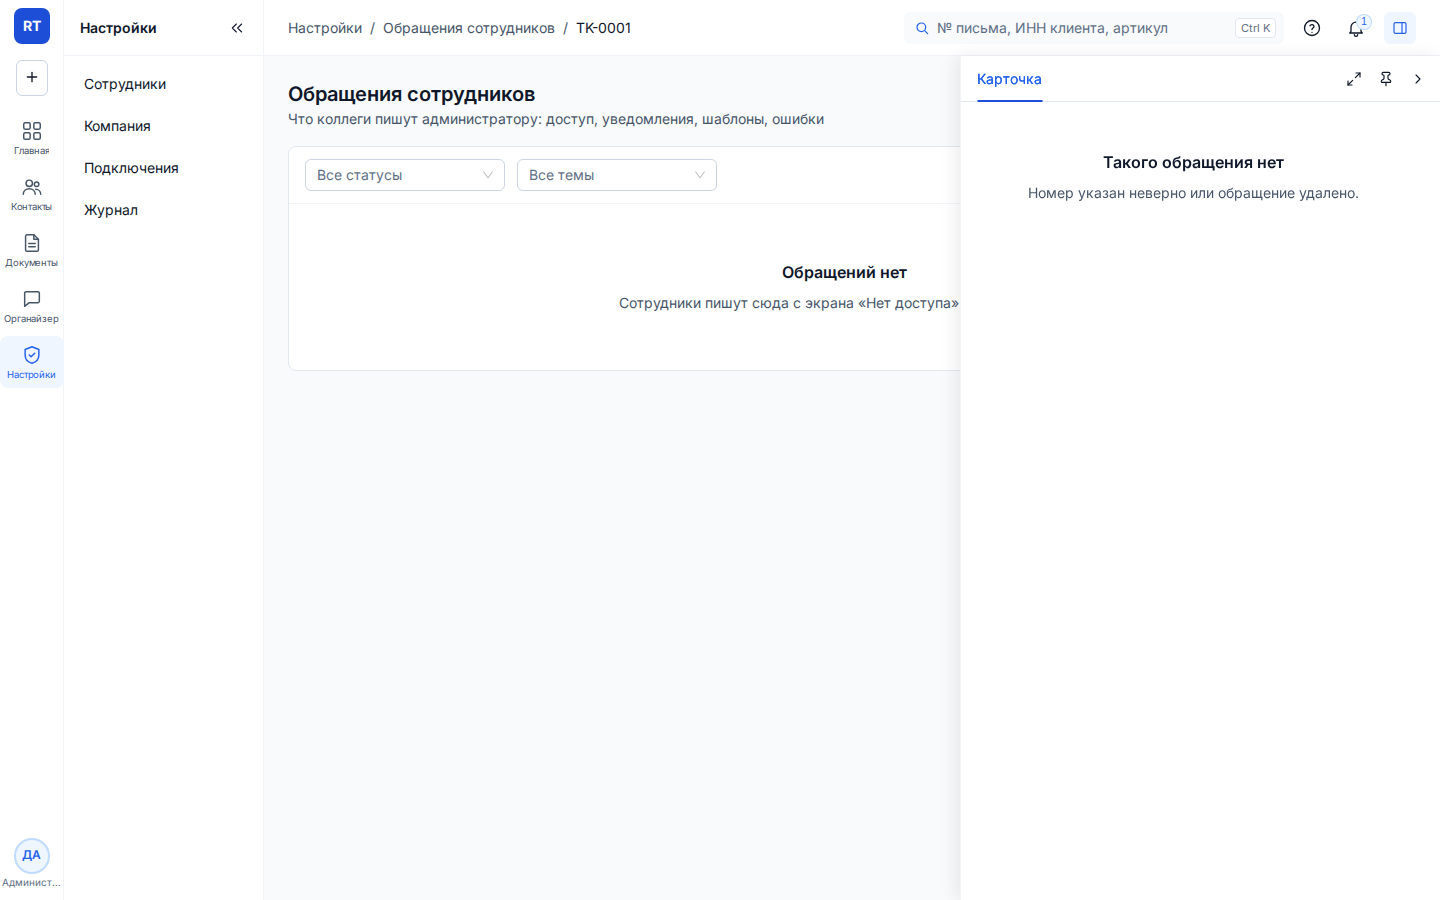 RT
Настройки
Настройки / Обращения сотрудников / TK-0001
№ письма, ИНН клиента, артикул
Ctrl K
1
Главная
Контакты
Документы
Органайзер
Настройки
ДА
Админист...
Сотрудники
Компания
Подключения
Журнал
Обращения сотрудников
Что коллеги пишут администратору: доступ, уведомления, шаблоны, ошибки
Все статусы
Все темы
Обращений нет
Сотрудники пишут сюда с экрана «Нет доступа»
Карточка
Такого обращения нет
Номер указан неверно или обращение удалено.